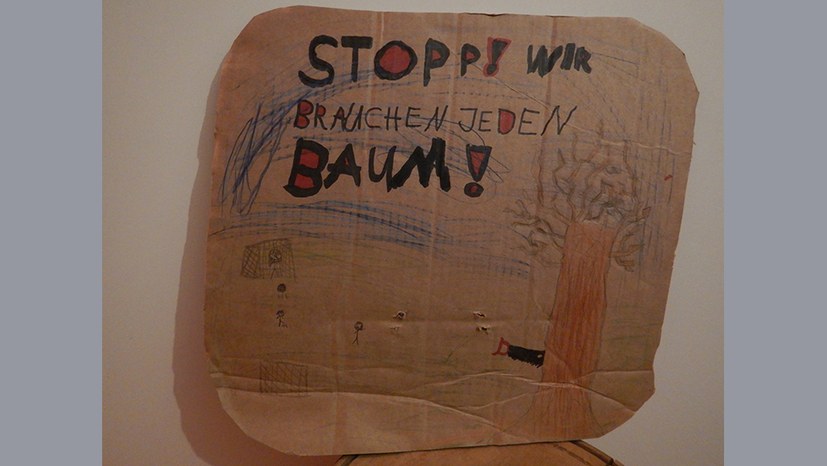 STOPP! WIR
BRAUCHEN JEDEN
BAUM!